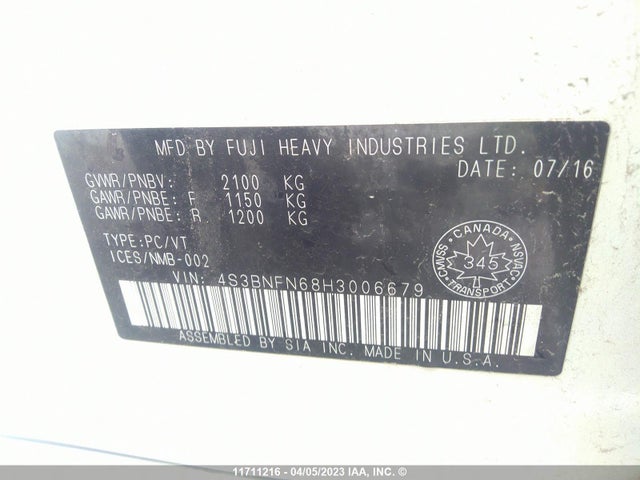 MFD BY FUJI HEAVY INDUSTRIES LTD.
DATE: 07/16
GVWR/PNBV: 2100 KG
GAWR/PNBE: F 1150 KG
GAWR/PNBE: R 1200 KG
TYPE:PC/VT
ICES/NMB-002
VIN: 4S3BNFN68H3006679
CANADA
CMVSS 345 NSVAC
TRANSPORT
ASSEMBLED BY SIA INC. MADE IN U.S.A.
11711216 - 04/05/2023 IAA, INC. ©